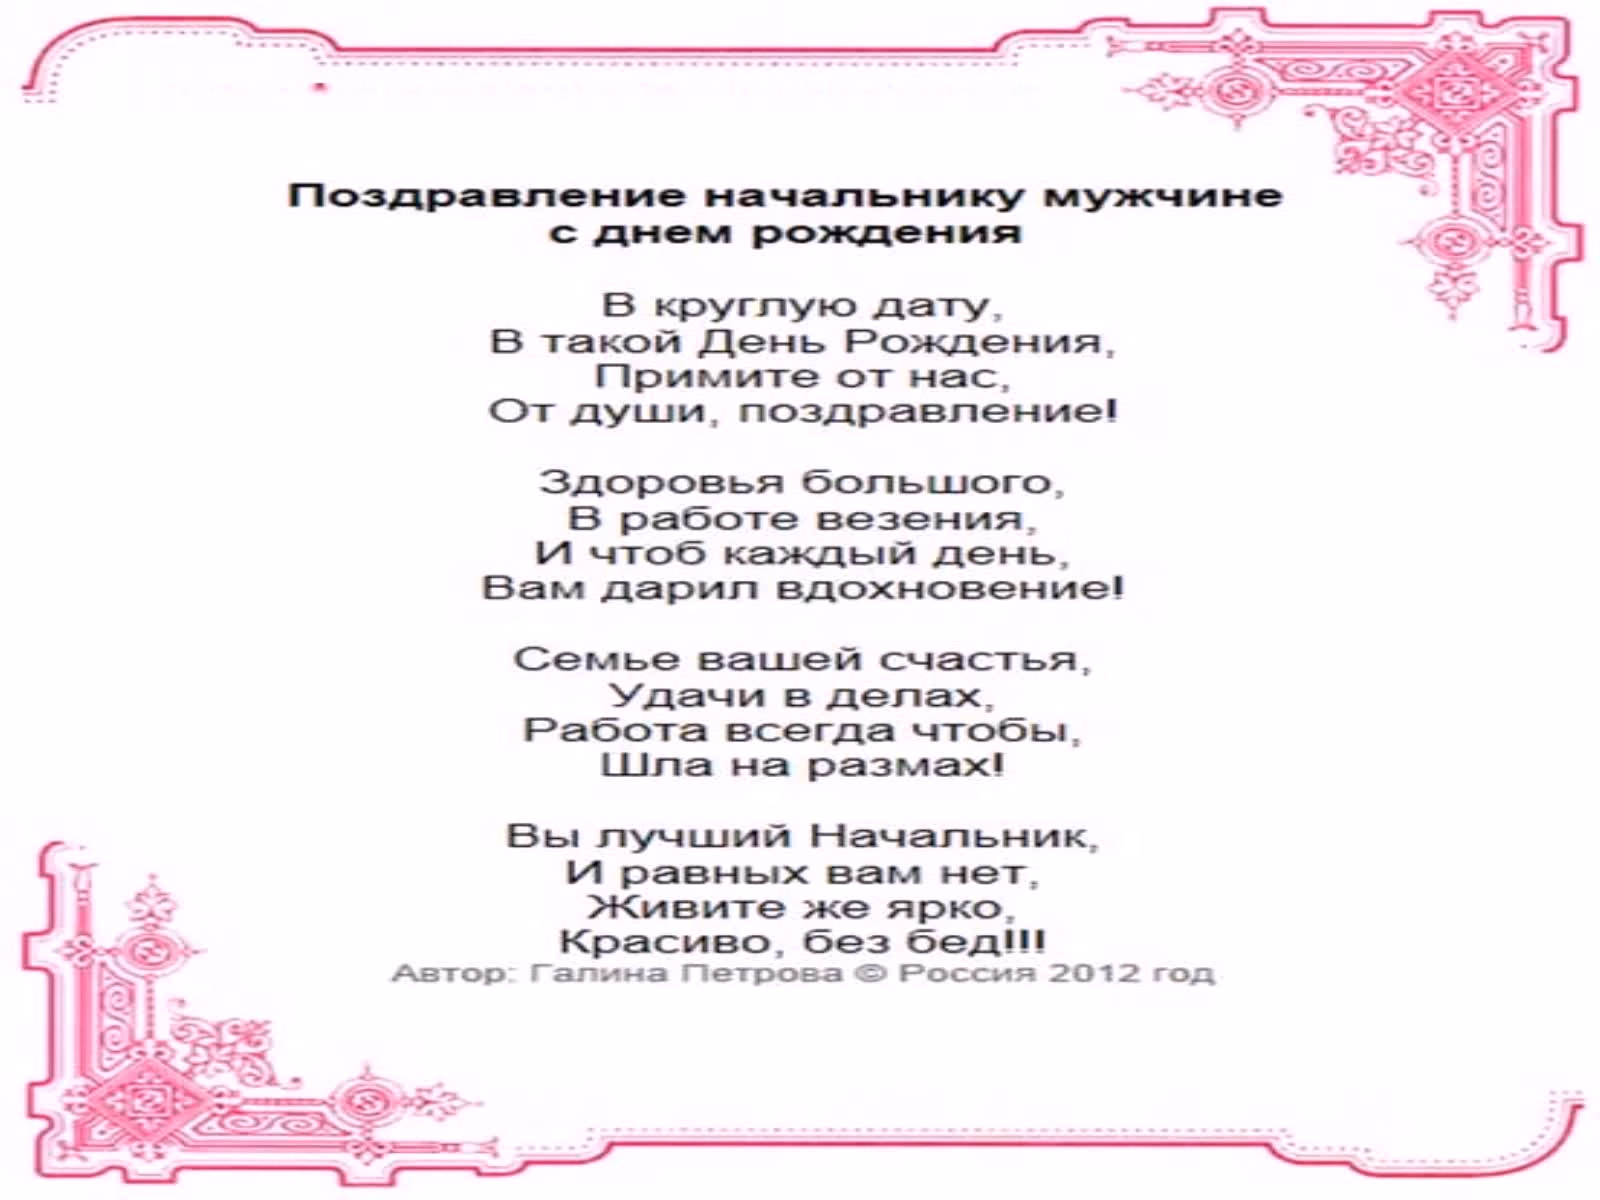 Поздравление начальнику мужчине
с днем рождения
В круглую дату,
В такой День Рождения,
Примите от нас,
От души, поздравление!
Здоровья большого,
В работе везения,
И чтоб каждый день,
Вам дарил вдохновение!
Семье вашей счастья,
Удачи в делах,
Работа всегда чтобы,
Шла на размах!
Вы лучший Начальник,
И равных вам нет,
Живите же ярко,
Красиво, без бед!!!
Автор: Галина Петрова © Россия 2012 год